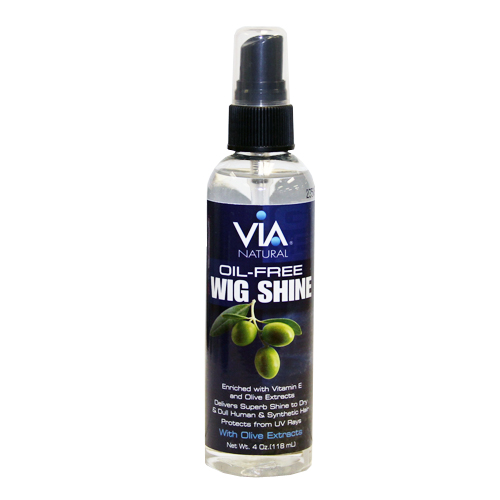 VIA®
NATURAL
OIL-FREE
WIG SHINE
Enriched with Vitamin E
and Olive Extracts
Delivers Superb Shine to Dry
& Dull Human & Synthetic Hair
Protects from UV Rays
With Olive Extracts
Net Wt. 4 Oz.(118 mL)